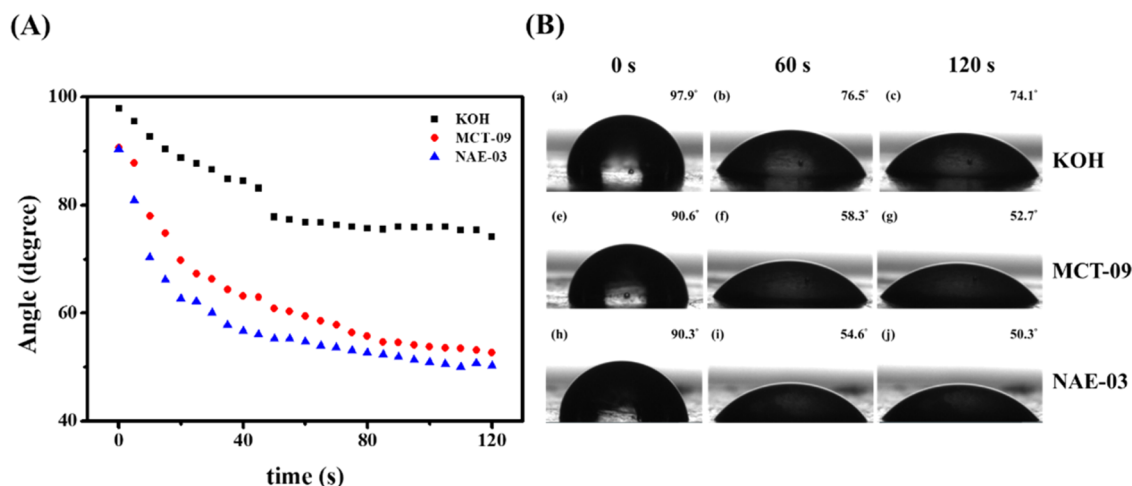 (A)
(B)
0 s
60 s
120 s
100
80
60
40
Angle (degree)
0
40
80
120
time (s)
KOH
MCT-09
NAE-03
(a) 97.9°
(b) 76.5°
(c) 74.1°
KOH
(e) 90.6°
(f) 58.3°
(g) 52.7°
MCT-09
(h) 90.3°
(i) 54.6°
(j) 50.3°
NAE-03